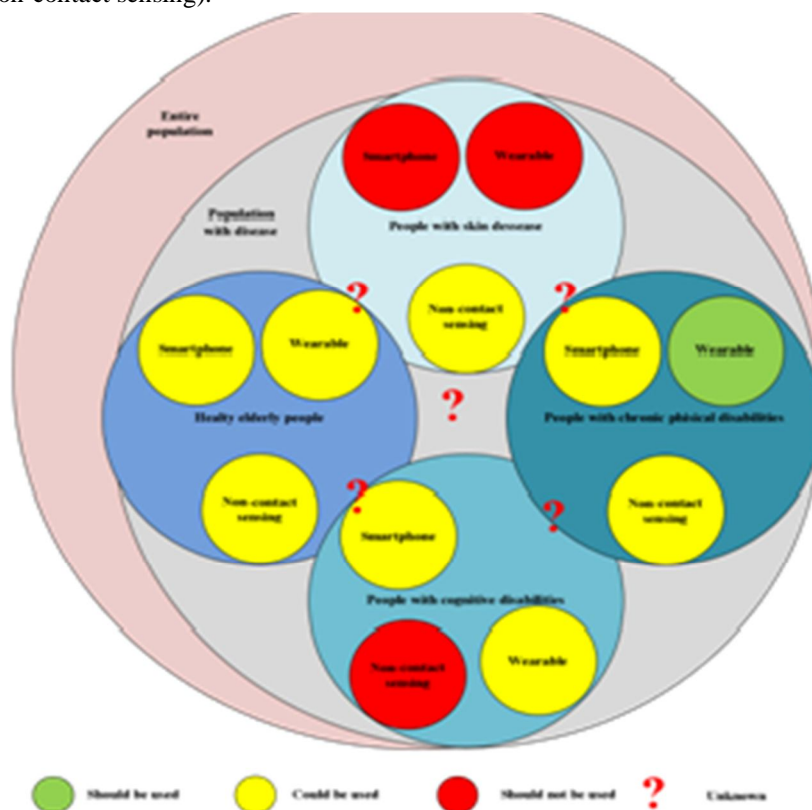 on-contact sensing).
Entire
population
Smartphone
Wearable
Population
with disease
People with skin dessease
Non-contact
sensing
?
?
Smartphone
Wearable
Smartphone
Wearable
?
Healty elderly people
People with chronic phisical disabilities
Non-contact
sensing
?
Smartphone
?
Non-contact
sensing
People with cognitive disabilities
Non-contact
sensing
Wearable
Should be used
Could be used
Should not be used
?
Unknown